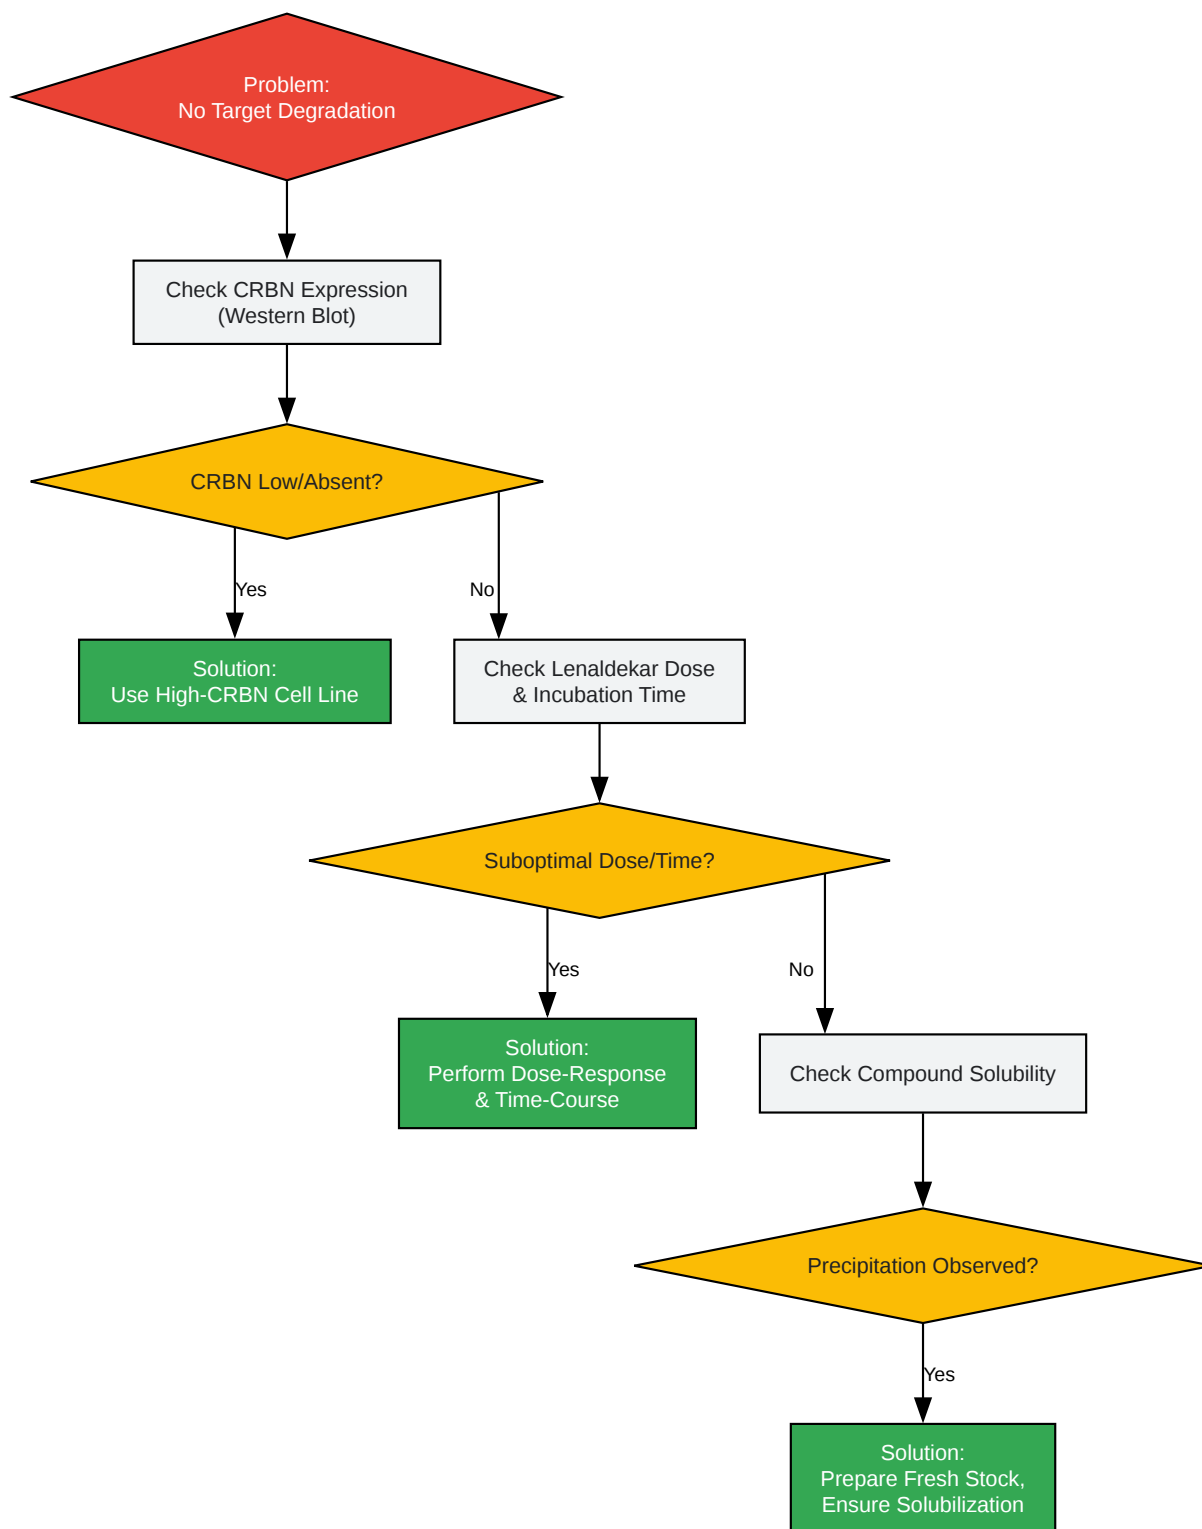 Problem:
No Target Degradation
Check CRBN Expression
(Western Blot)
CRBN Low/Absent?
Yes
No
Solution:
Use High-CRBN Cell Line
Check Lenaldekar Dose
& Incubation Time
Suboptimal Dose/Time?
Yes
No
Solution:
Perform Dose-Response
& Time-Course
Check Compound Solubility
Precipitation Observed?
Yes
Solution:
Prepare Fresh Stock,
Ensure Solubilization